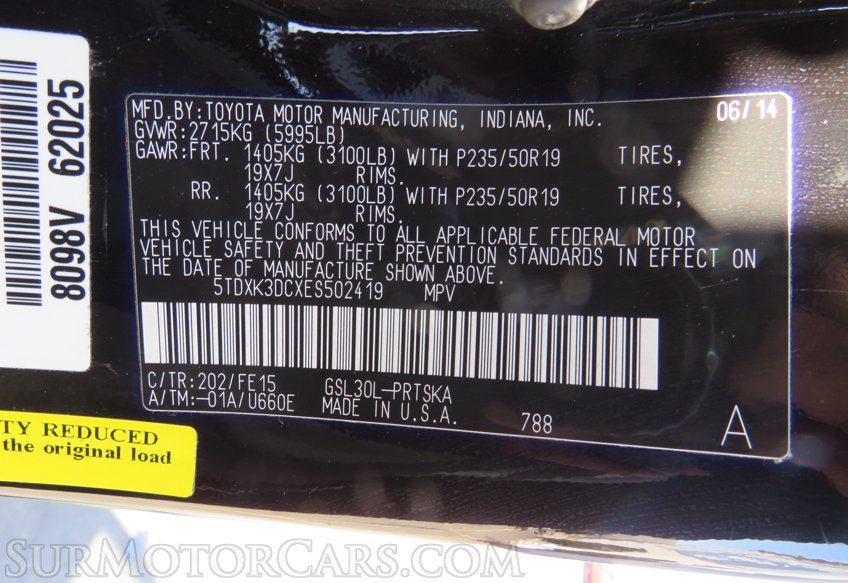 8098V 62025
MFD.BY:TOYOTA MOTOR MANUFACTURING, INDIANA, INC. 06/14
GVWR:2715KG (5995LB)
GAWR:FRT. 1405KG (3100LB) WITH P235/50R19 TIRES,
19X7J RIMS.
RR. 1405KG (3100LB) WITH P235/50R19 TIRES,
19X7J RIMS.
THIS VEHICLE CONFORMS TO ALL APPLICABLE FEDERAL MOTOR
VEHICLE SAFETY AND THEFT PREVENTION STANDARDS IN EFFECT ON
THE DATE OF MANUFACTURE SHOWN ABOVE.
5TDXK3DCXES502419 MPV
C/TR:202/FE15 GSL30L-PRTSKA
A/TM:-01A/U660E MADE IN U.S.A. 788 A
TY REDUCED
the original load
SURMOTORCARS.COM